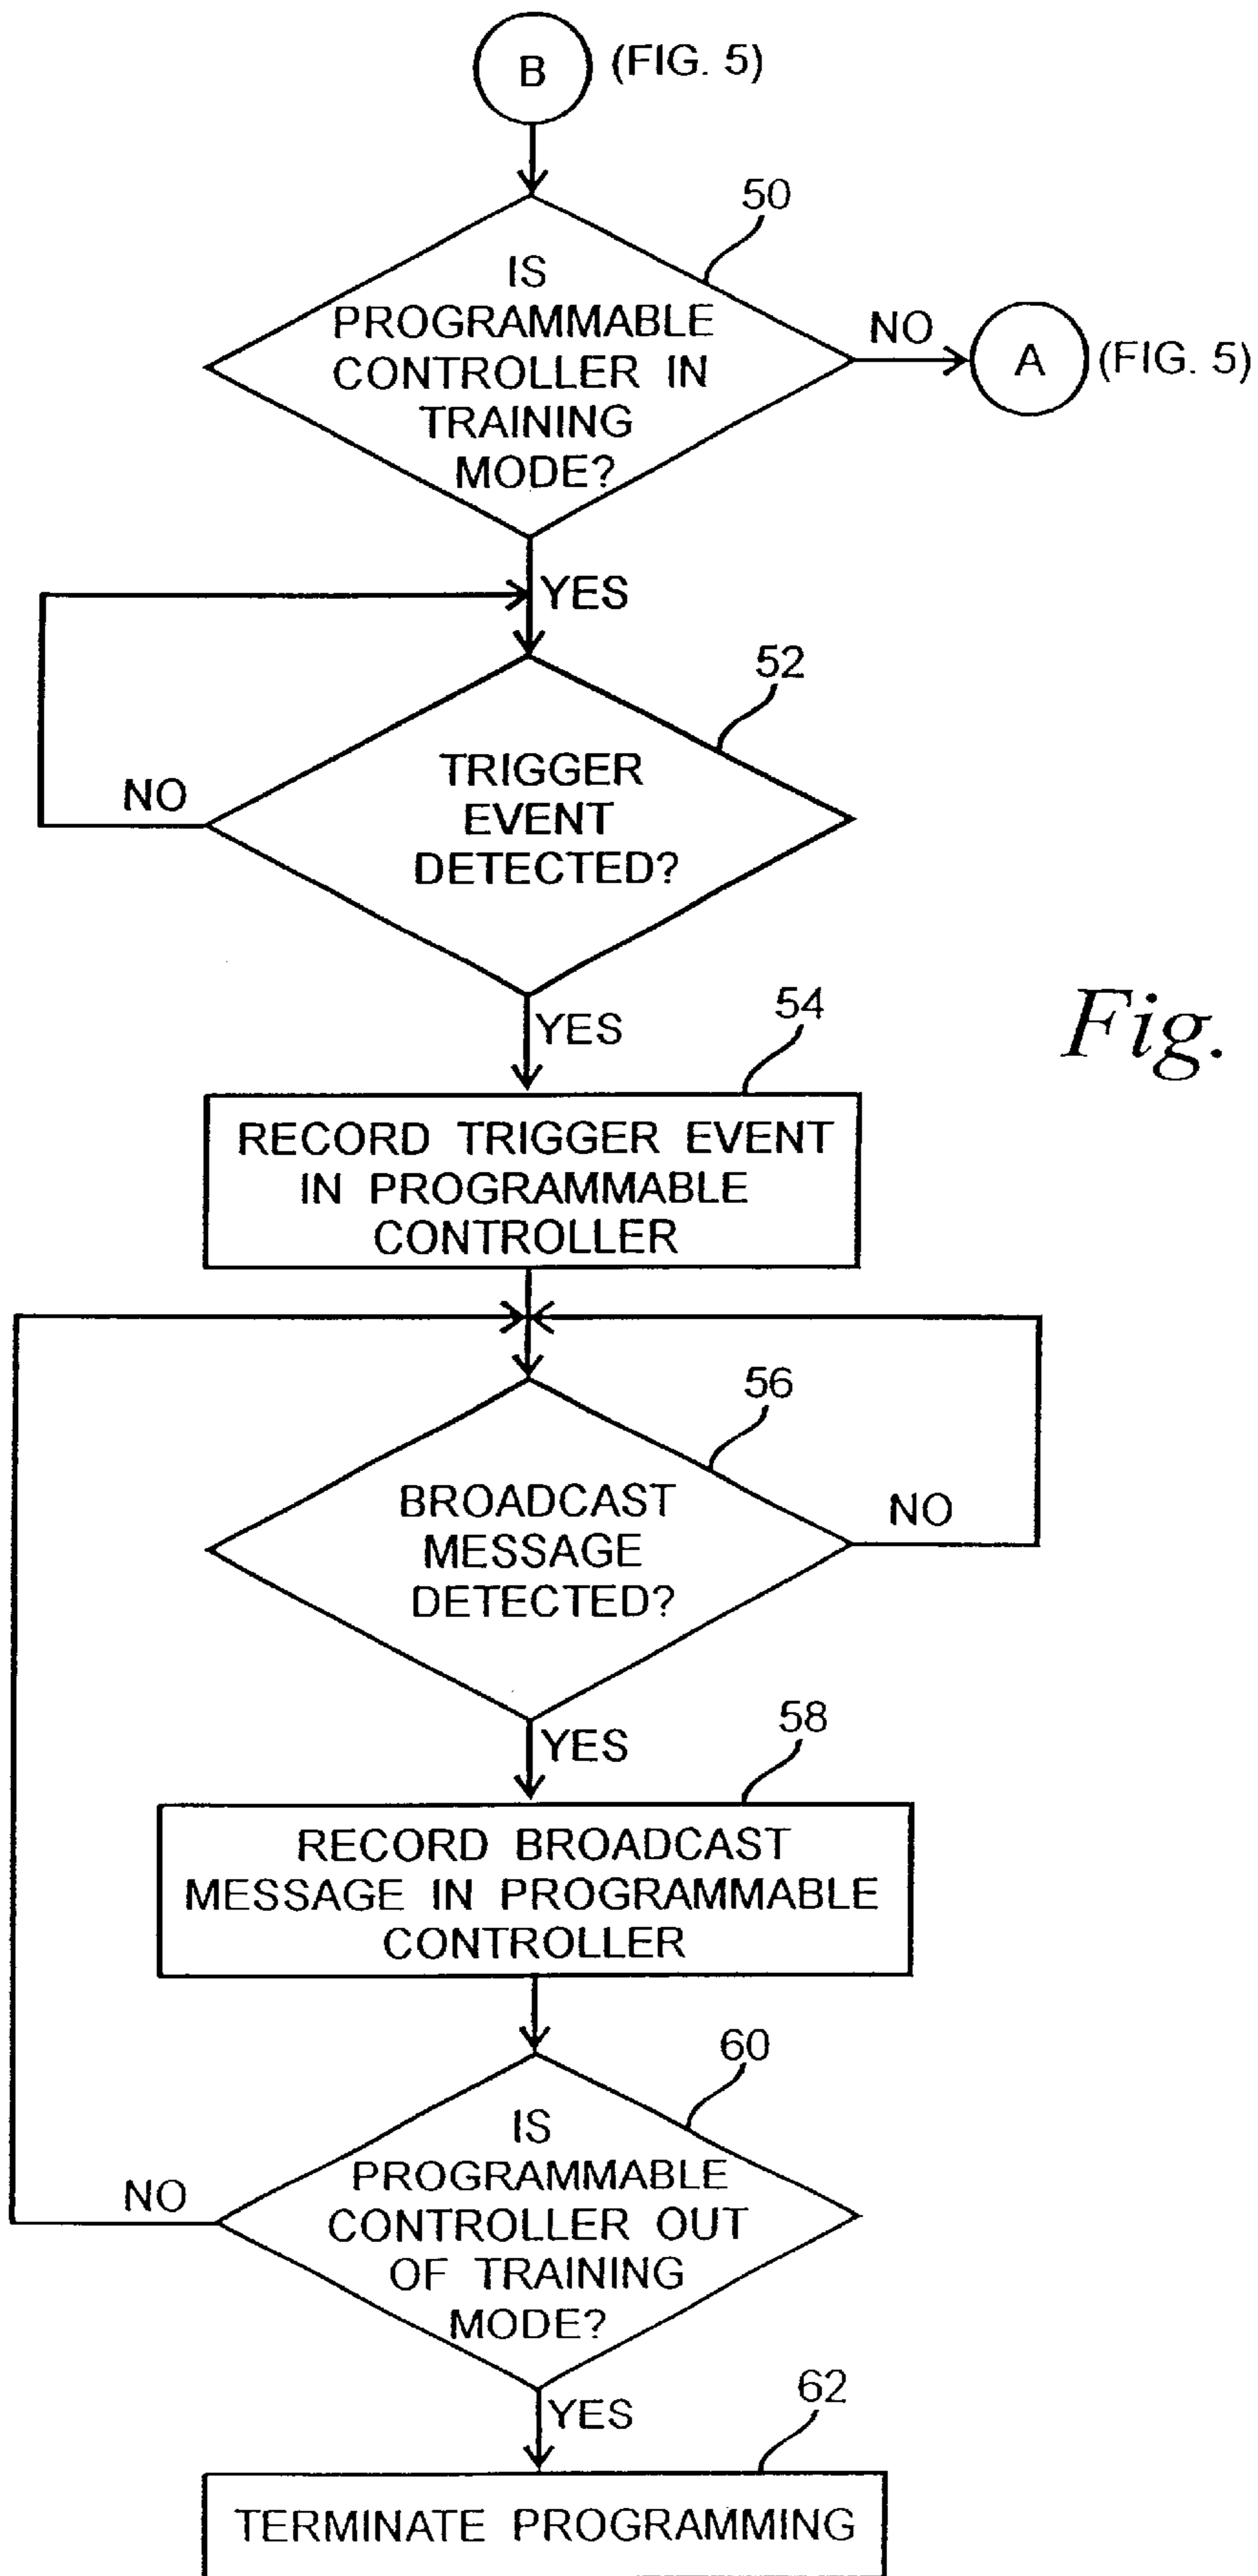 B (FIG. 5)
50
IS
PROGRAMMABLE
CONTROLLER IN
TRAINING
MODE?
NO
A (FIG. 5)
YES
52
TRIGGER
EVENT
DETECTED?
NO
YES
54
Fig.
RECORD TRIGGER EVENT
IN PROGRAMMABLE
CONTROLLER
56
BROADCAST
MESSAGE
DETECTED?
NO
YES
58
RECORD BROADCAST
MESSAGE IN PROGRAMMABLE
CONTROLLER
60
IS
PROGRAMMABLE
CONTROLLER OUT
OF TRAINING
MODE?
NO
YES
62
TERMINATE PROGRAMMING